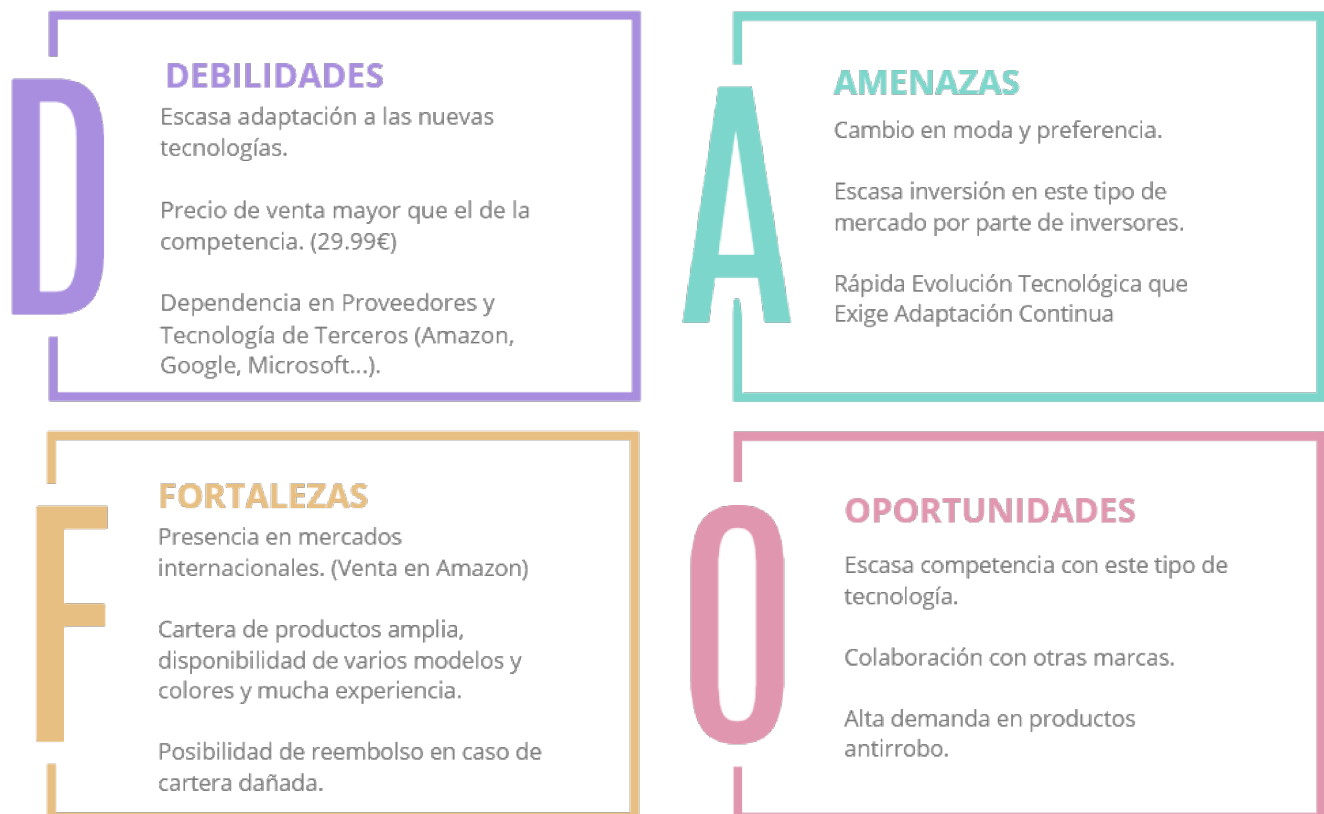 D
DEBILIDADES
Escasa adaptación a las nuevas
tecnologías.
Precio de venta mayor que el de la
competencia. (29.99€)
Dependencia en Proveedores y
Tecnología de Terceros (Amazon,
Google, Microsoft...).
A
AMENAZAS
Cambio en moda y preferencia.
Escasa inversión en este tipo de
mercado por parte de inversores.
Rápida Evolución Tecnológica que
Exige Adaptación Continua
F
FORTALEZAS
Presencia en mercados
internacionales. (Venta en Amazon)
Cartera de productos amplia,
disponibilidad de varios modelos y
colores y mucha experiencia.
Posibilidad de reembolso en caso de
cartera dañada.
O
OPORTUNIDADES
Escasa competencia con este tipo de
tecnología.
Colaboración con otras marcas.
Alta demanda en productos
antirrobo.